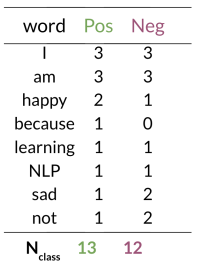 word Pos Neg
I 3 3
am 3 3
happy 2 1
because 1 0
learning 1 1
NLP 1 1
sad 1 2
not 1 2
N class 13 12